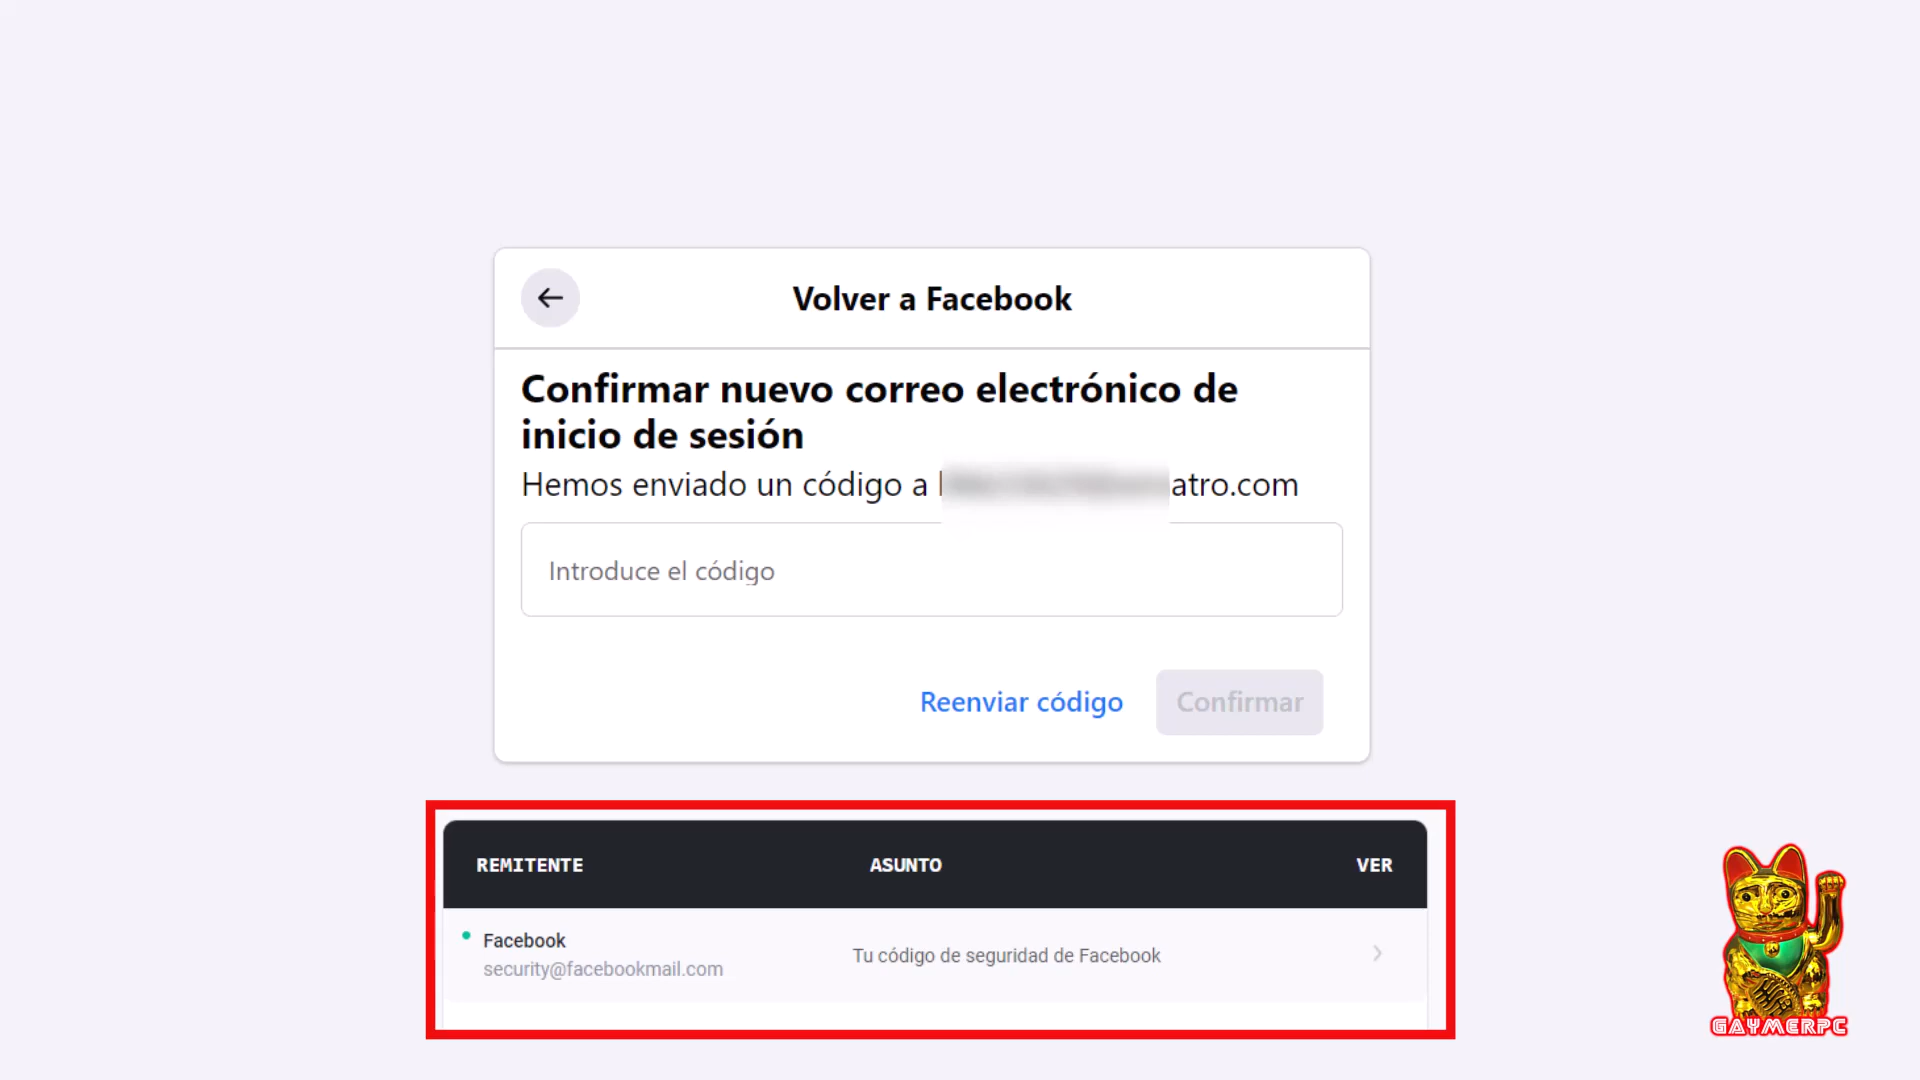 Volver a Facebook
Confirmar nuevo correo electrónico de
inicio de sesión
Hemos enviado un código a atro.com
Introduce el código
Reenviar código Confirmar
REMITENTE ASUNTO VER
Facebook
security@facebookmail.com Tu código de seguridad de Facebook
GAYMERPC